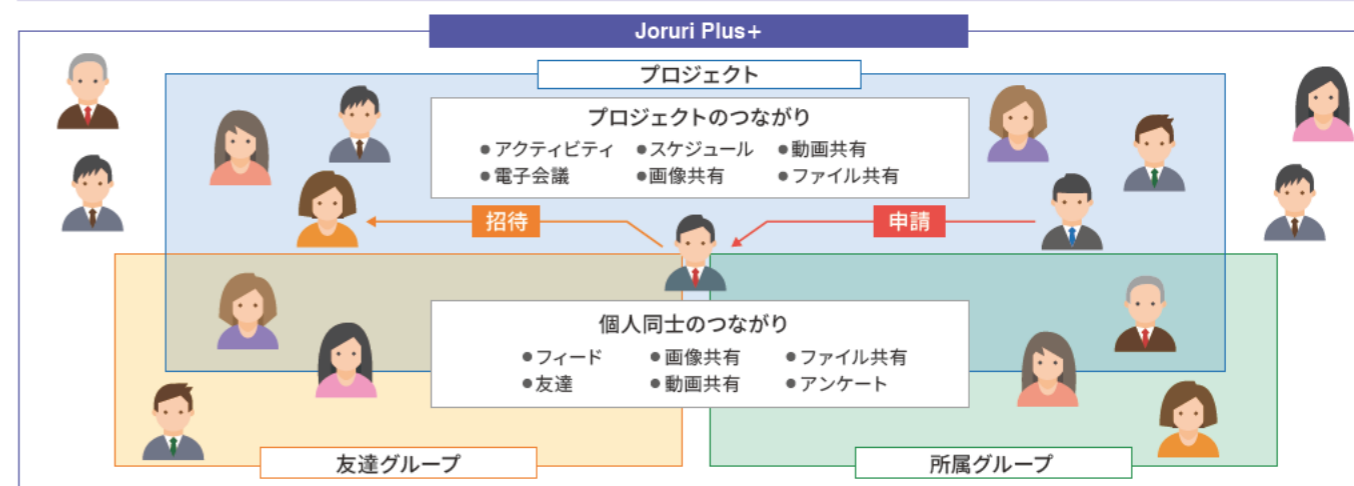 Joruri Plus+
プロジェクト
プロジェクトのつながり
●アクティビティ ●スケジュール ●動画共有
●電子会議 ●画像共有 ●ファイル共有
招待
申請
個人同士のつながり
●フィード ●画像共有 ●ファイル共有
●友達 ●動画共有 ●アンケート
友達グループ
所属グループ